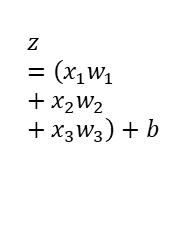 z
= (x₁w₁
+ x₂w₂
+ x₃w₃) + b